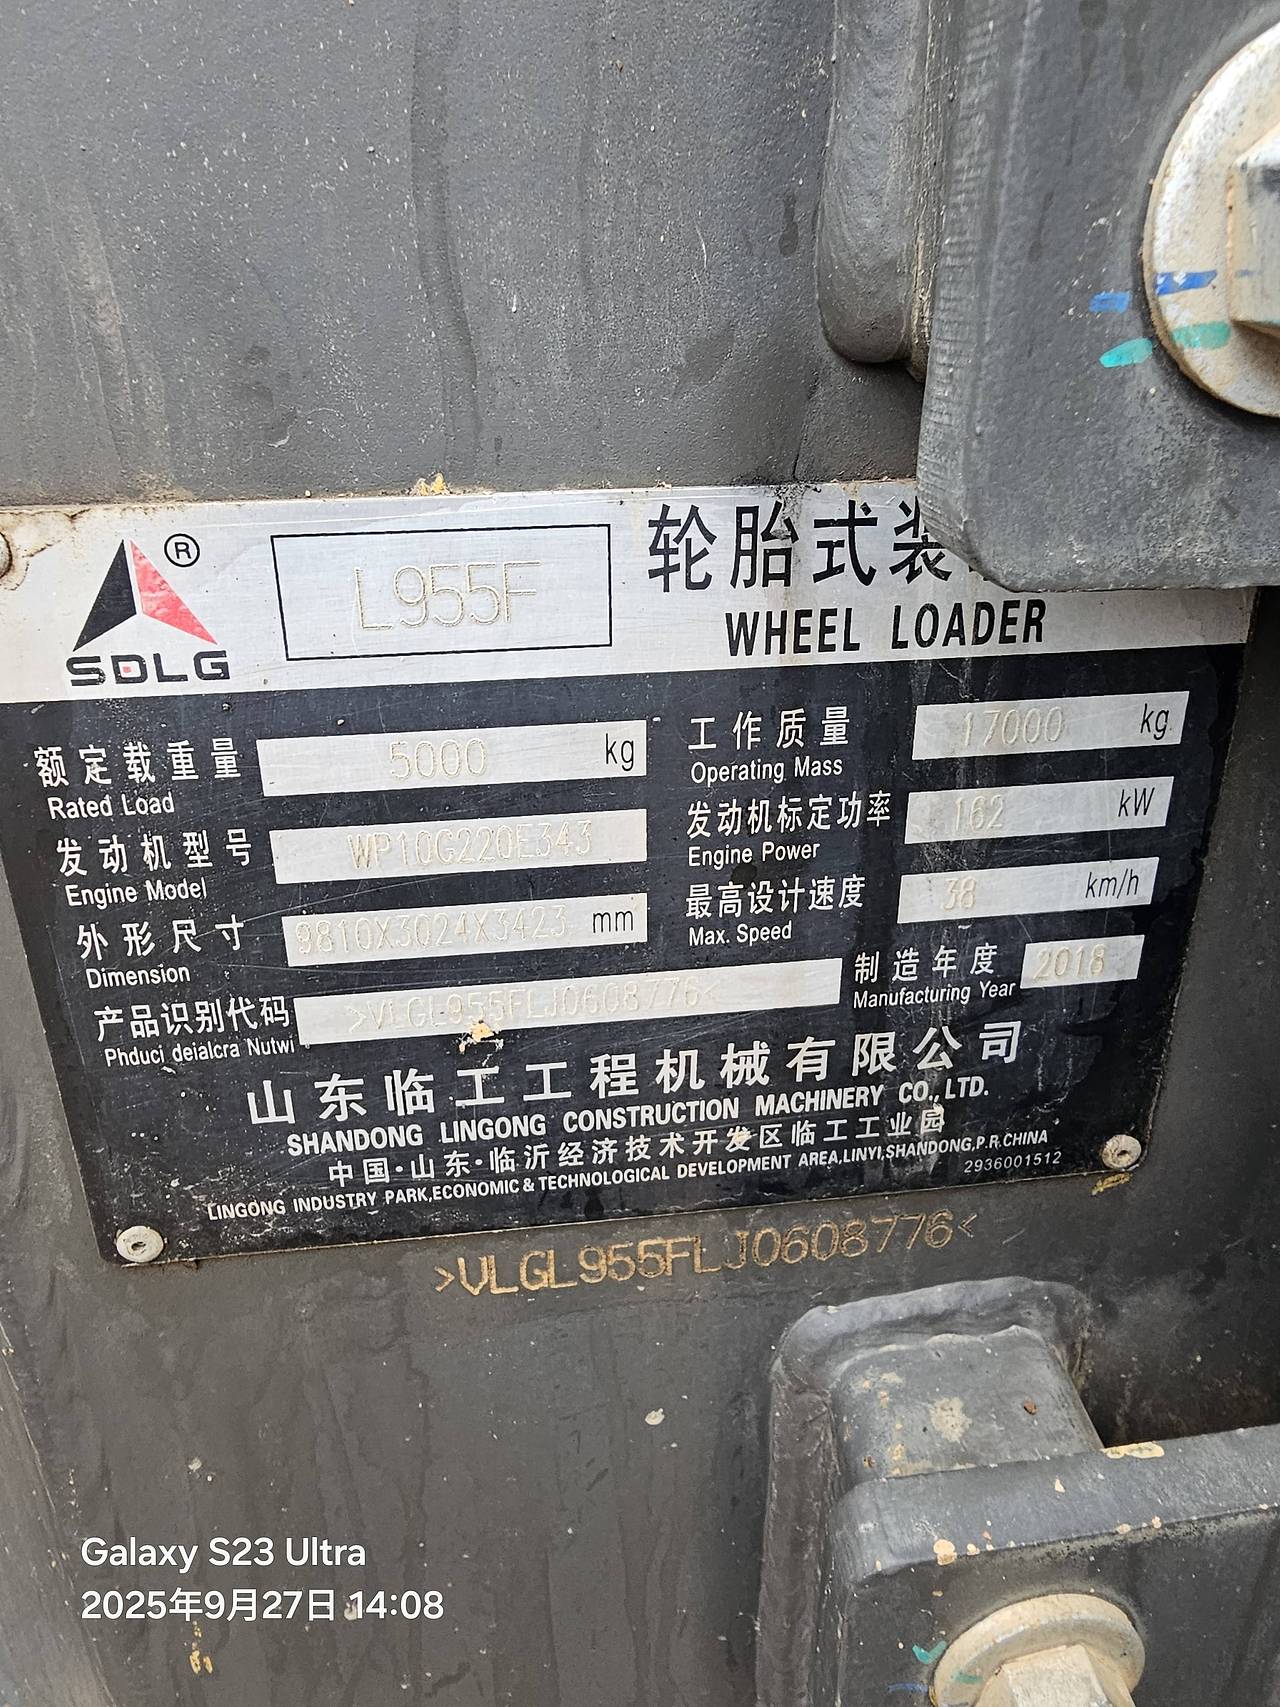 ®
SDLG
L955F
轮胎式装
WHEEL LOADER
额定载重量 5000 kg
Rated Load
工作质量 17000 kg
Operating Mass
发动机型号 WP10G220E343
Engine Model
发动机标定功率 162 kW
Engine Power
外形尺寸 9810X3024X3423 mm
Dimension
最高设计速度 38 km/h
Max. Speed
产品识别代码 >VLGL955FLJ0608776<
Phduci deialcra Nutwi
制造年度 2018
Manufacturing Year
山东临工工程机械有限公司
SHANDONG LINGONG CONSTRUCTION MACHINERY CO.,LTD.
中国·山东·临沂经济技术开发区临工工业园
LINGONG INDUSTRY PARK,ECONOMIC & TECHNOLOGICAL DEVELOPMENT AREA,LINYI,SHANDONG,P.R.CHINA
2936001512
>VLGL955FLJ0608776<
Galaxy S23 Ultra
2025年9月27日 14:08